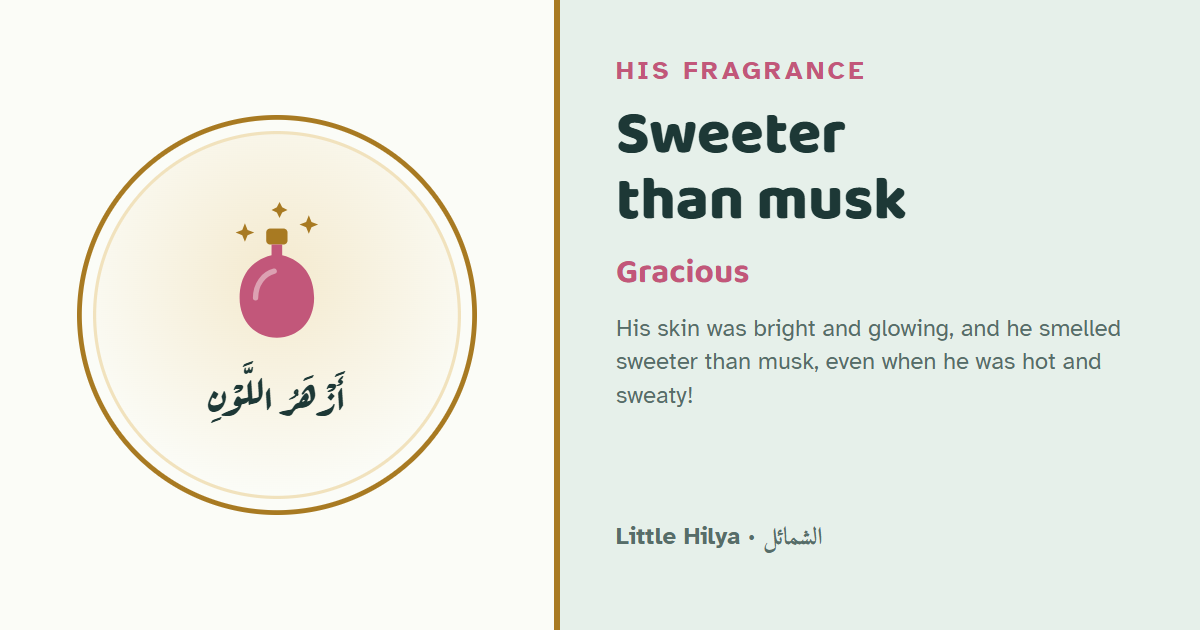 أَزْهَرُ اللَّوْنِ
HIS FRAGRANCE
Sweeter
than musk
Gracious
His skin was bright and glowing, and he smelled
sweeter than musk, even when he was hot and
sweaty!
Little Hilya • الشمائل